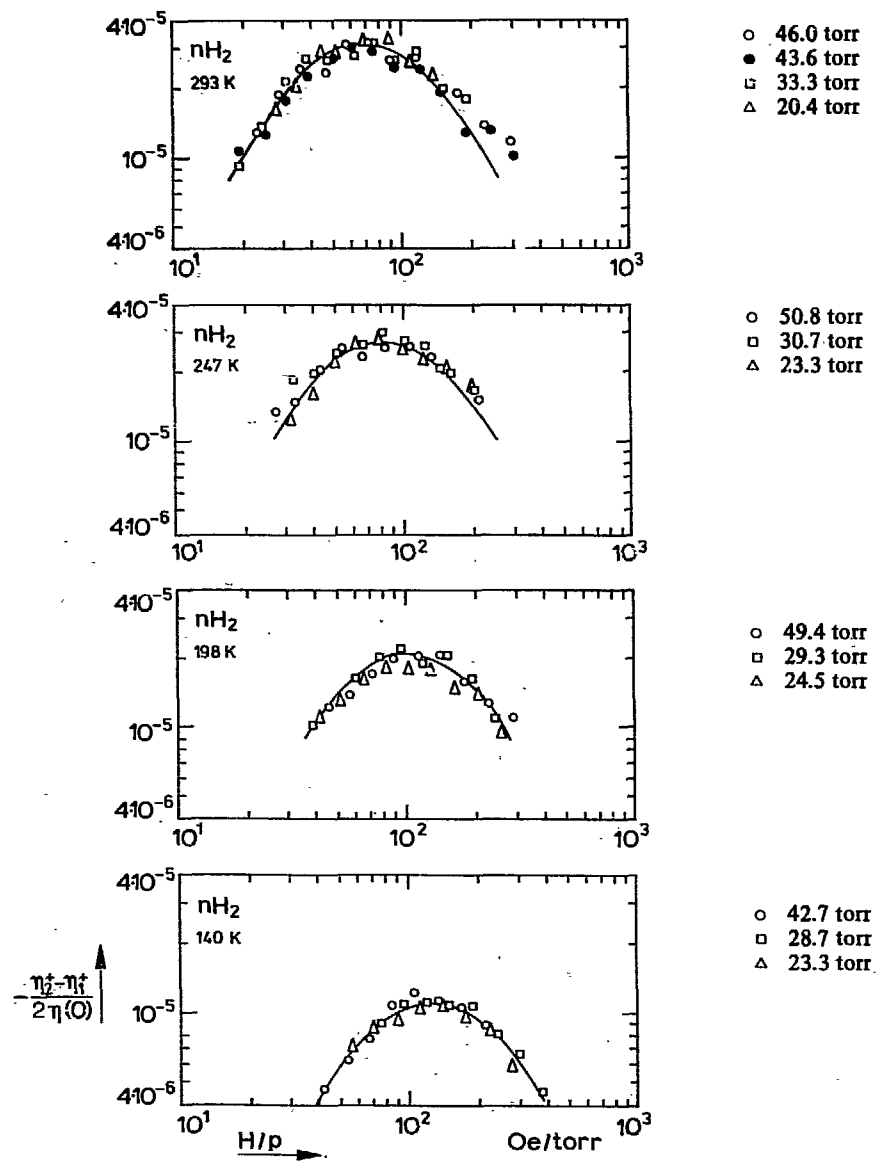 4·10⁻⁵
nH₂
293 K
10⁻⁵
4·10⁻⁶
10¹ 10² 10³
○ 46.0 torr
● 43.6 torr
□ 33.3 torr
△ 20.4 torr
4·10⁻⁵
nH₂
247 K
10⁻⁵
4·10⁻⁶
10¹ 10² 10³
○ 50.8 torr
□ 30.7 torr
△ 23.3 torr
4·10⁻⁵
nH₂
198 K
10⁻⁵
4·10⁻⁶
10¹ 10² 10³
○ 49.4 torr
□ 29.3 torr
△ 24.5 torr
4·10⁻⁵
nH₂
140 K
10⁻⁵
4·10⁻⁶
10¹ 10² 10³
○ 42.7 torr
□ 28.7 torr
△ 23.3 torr
−(η₂⁺−η₁⁺)/2η(0)
H/p Oe/torr